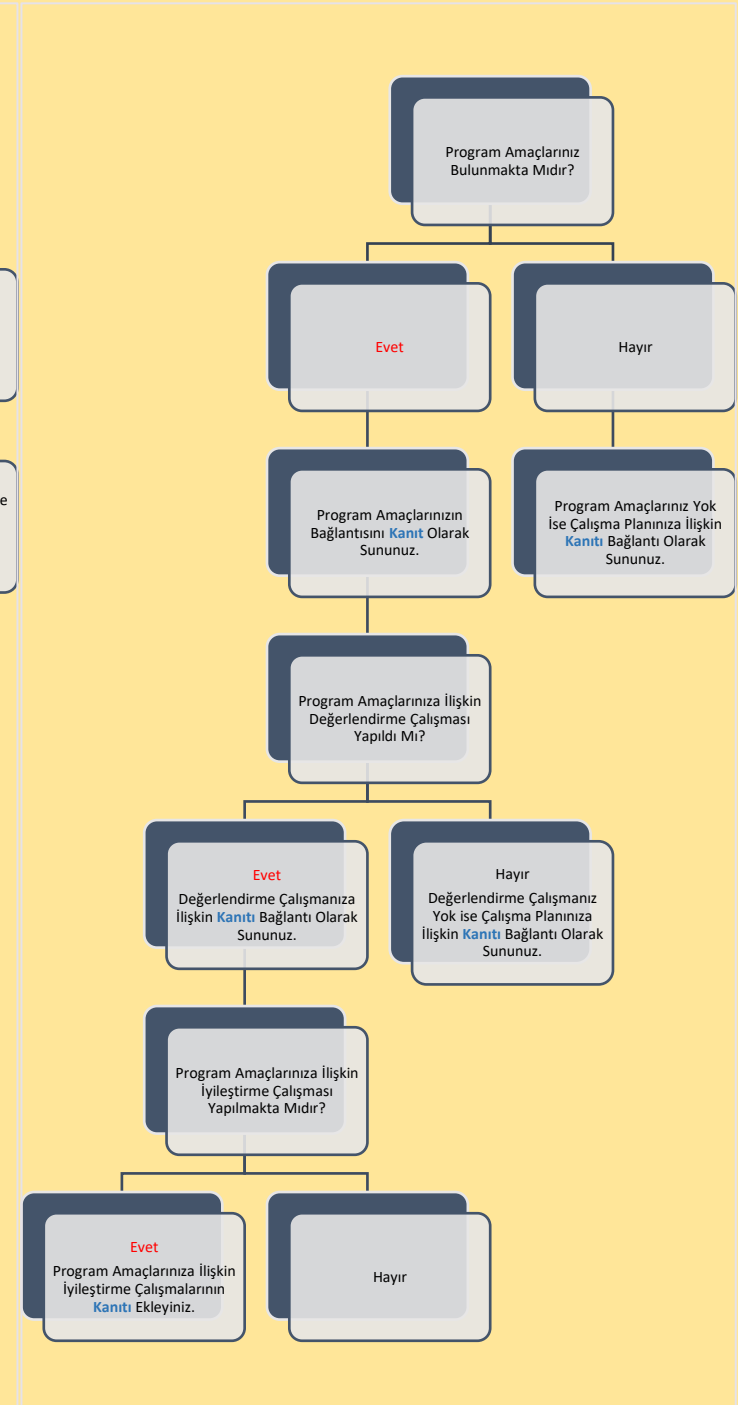 Program Amaçlarınız
Bulunmakta Mıdır?
Evet
Hayır
e
Program Amaçlarınızın
Bağlantısını Kanıt Olarak
Sununuz.
Program Amaçlarınız Yok
İse Çalışma Planınıza İlişkin
Kanıtı Bağlantı Olarak
Sununuz.
Program Amaçlarınıza İlişkin
Değerlendirme Çalışması
Yapıldı Mı?
Evet
Değerlendirme Çalışmanıza
İlişkin Kanıtı Bağlantı Olarak
Sununuz.
Hayır
Değerlendirme Çalışmanız
Yok ise Çalışma Planınıza
İlişkin Kanıtı Bağlantı Olarak
Sununuz.
Program Amaçlarınıza İlişkin
İyileştirme Çalışması
Yapılmakta Mıdır?
Evet
Program Amaçlarınıza İlişkin
İyileştirme Çalışmalarının
Kanıtı Ekleyiniz.
Hayır